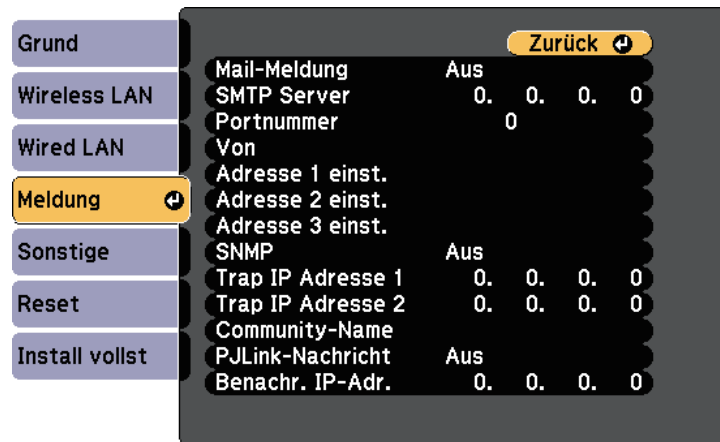 Grund
Wireless LAN
Wired LAN
Meldung
Sonstige
Reset
Install vollst
Zurück
Mail-Meldung Aus
SMTP Server 0. 0. 0. 0
Portnummer 0
Von
Adresse 1 einst.
Adresse 2 einst.
Adresse 3 einst.
SNMP Aus
Trap IP Adresse 1 0. 0. 0. 0
Trap IP Adresse 2 0. 0. 0. 0
Community-Name
PJLink-Nachricht Aus
Benachr. IP-Adr. 0. 0. 0. 0